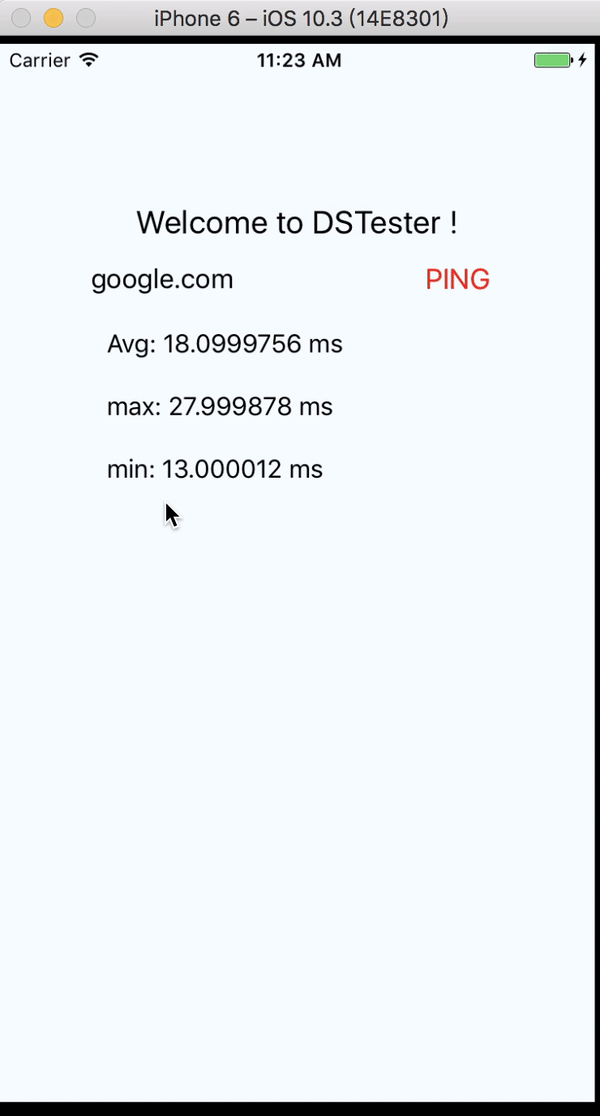 iPhone 6 – iOS 10.3 (14E8301)
Carrier 11:23 AM
Welcome to DSTester !
google.com PING
Avg: 18.0999756 ms
max: 27.999878 ms
min: 13.000012 ms